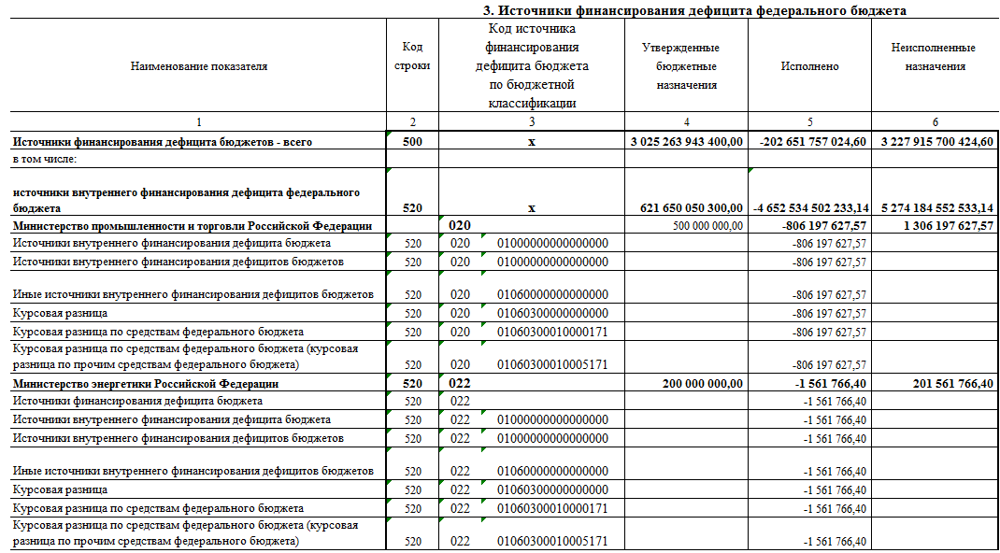 3. Источники финансирования дефицита федерального бюджета
Наименование показателя
Код
строки
Код источника
финансирования
дефицита бюджета
по бюджетной
классификации
Утвержденные
бюджетные
назначения
Исполнено
Неисполненные
назначения
1 2 3 4 5 6
Источники финансирования дефицита бюджетов - всего 500 x 3 025 263 943 400,00 -202 651 757 024,60 3 227 915 700 424,60
в том числе:
источники внутреннего финансирования дефицита федерального
бюджета 520 x 621 650 050 300,00 -4 652 534 502 233,14 5 274 184 552 533,14
Министерство промышленности и торговли Российской Федерации 020 500 000 000,00 -806 197 627,57 1 306 197 627,57
Источники внутреннего финансирования дефицита бюджета 520 020 01000000000000000 -806 197 627,57
Источники внутреннего финансирования дефицитов бюджетов 520 020 01000000000000000 -806 197 627,57
Иные источники внутреннего финансирования дефицитов бюджетов 520 020 01060000000000000 -806 197 627,57
Курсовая разница 520 020 01060300000000000 -806 197 627,57
Курсовая разница по средствам федерального бюджета 520 020 01060300010000171 -806 197 627,57
Курсовая разница по средствам федерального бюджета (курсовая
разница по прочим средствам федерального бюджета) 520 020 01060300010005171 -806 197 627,57
Министерство энергетики Российской Федерации 520 022 200 000 000,00 -1 561 766,40 201 561 766,40
Источники финансирования дефицита бюджета 520 022 -1 561 766,40
Источники внутреннего финансирования дефицита бюджета 520 022 01000000000000000 -1 561 766,40
Источники внутреннего финансирования дефицитов бюджетов 520 022 01000000000000000 -1 561 766,40
Иные источники внутреннего финансирования дефицитов бюджетов 520 022 01060000000000000 -1 561 766,40
Курсовая разница 520 022 01060300000000000 -1 561 766,40
Курсовая разница по средствам федерального бюджета 520 022 01060300010000171 -1 561 766,40
Курсовая разница по средствам федерального бюджета (курсовая
разница по прочим средствам федерального бюджета) 520 022 01060300010005171 -1 561 766,40